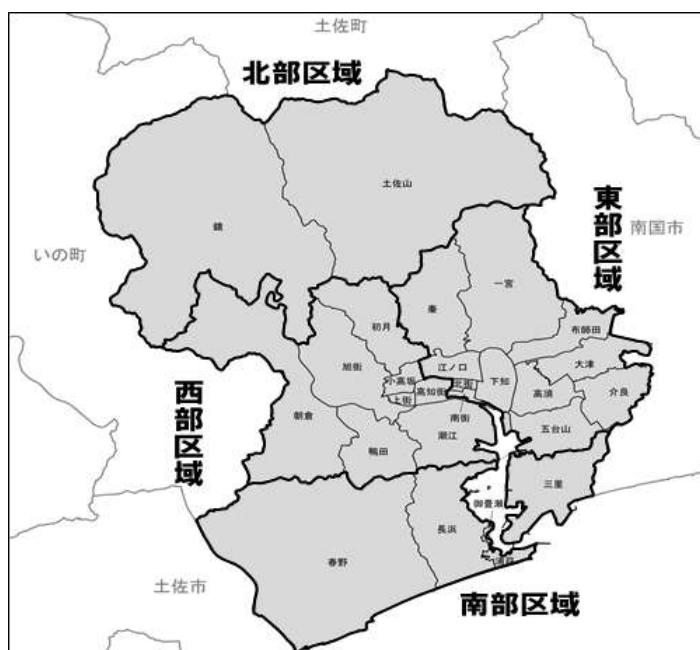 土佐町
北部区域
土佐山
東部区域
南国市
鏡
いの町
一宮
秦
初月
布師田
旭街
江ノ口
大津
小高坂
北街
下知
高知街
高須
介良
上街
西部区域
朝倉
南街
五台山
潮江
鴨田
三里
御畳瀬
長浜
春野
浦戸
土佐市
南部区域